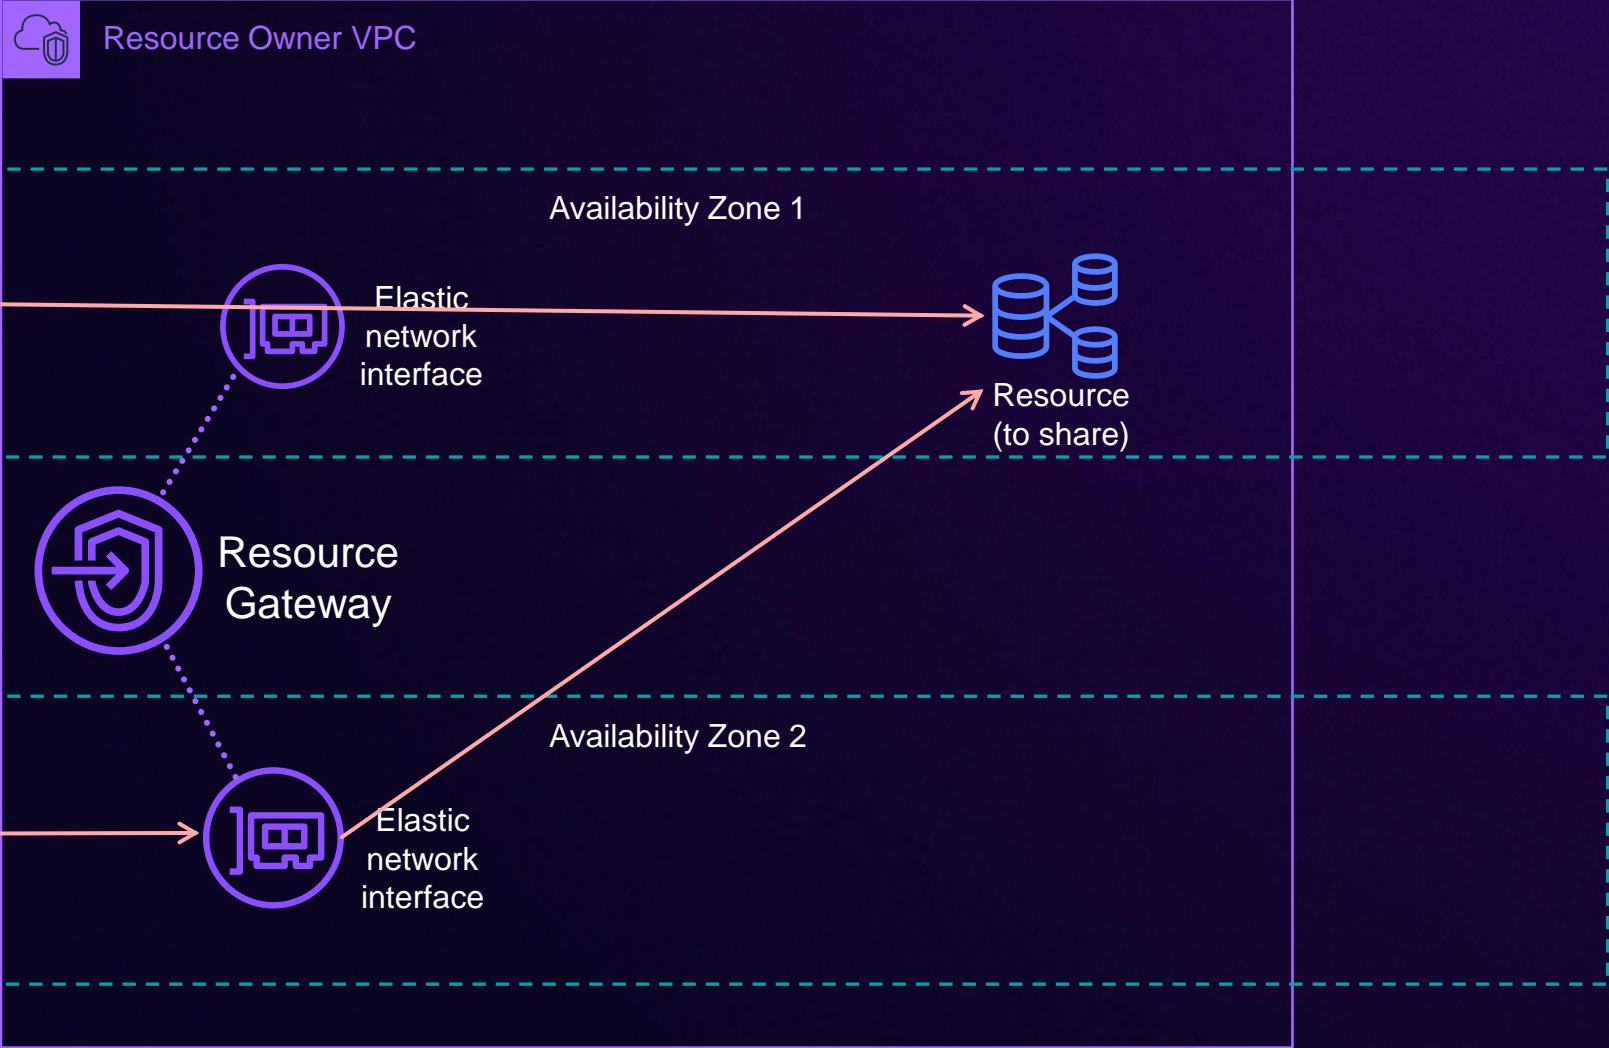 Resource Owner VPC
Availability Zone 1
Elastic
network
interface
Resource
(to share)
Resource
Gateway
Availability Zone 2
Elastic
network
interface